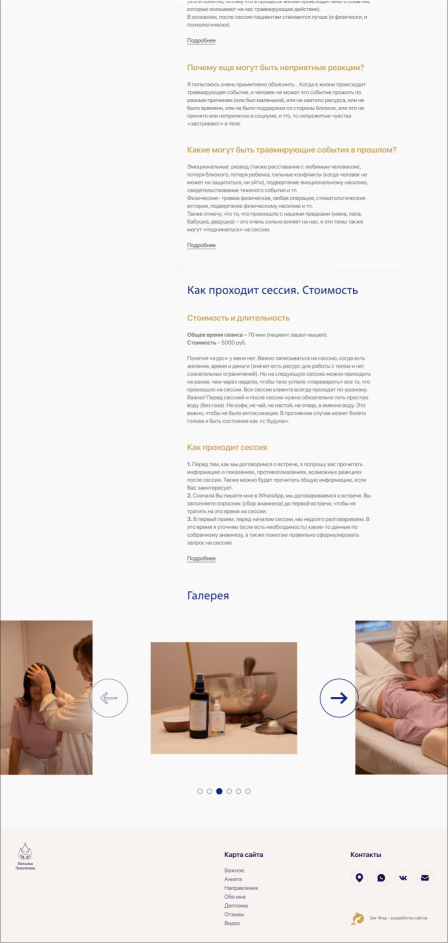 которые оказывают на нас травмирующее действие).
В основном, после сессии пациентам становится лучше (и физически, и
психологически).
Подробнее
Почему еще могут быть неприятные реакции?
Я попытаюсь очень примитивно объяснить... Когда в жизни происходит
травмирующее событие, и человек не может это событие прожить по
разным причинам (или был маленький, или не хватило ресурса, или не
было времени, или не было поддержки со стороны близких, или это не
принято или неприлично в социуме, и то, то непрожитые чувства
«застревают» в теле.
Какие могут быть травмирующие события в прошлом?
Эмоциональные: развод (также расставание с любимым человеком),
потеря близкого, потеря ребенка, сильные конфликты (когда человек не
может ни защититься, ни уйти), подвергание эмоциональному насилию,
свидетельствование тяжелого события и тп
Физические- травма физическая, любая операция, стоматологические
истории, подвергание физическому насилию и тп.
Также отмечу, что то, что произошло с нашими предками (мама, папа,
бабушка, дедушка) – это очень сильно влияет на нас, и эти темы также
могут «подниматься» на сессии.
Подробнее
Как проходит сессия. Стоимость
Стоимость и длительность
Общее время сеанса – 70 мин (пациент зашел-вышел).
Стоимость – 5000 руб.
Понятия «курс» у меня нет. Важно записываться на сессию, когда есть
желание, время и деньги (значит есть ресурс для работы с телом и нет
сознательных ограничений). Но на следующую сессию можно приходить
не ранее, чем через неделю, чтобы тело успело «переварить» все то, что
произошло на сессии. Все сессии клиента всегда проходят по-разному.
Важно! Перед сессией и после сессии нужно обязательно пить простую
воду (без газа). Не кофе, не чай, не настой, не отвар, а именно воду. Это
важно, чтобы не было интоксикации. В противном случае может болеть
голова и быть состояние как «с бодуна».
Как проходит сессия
1. Перед тем, как мы договоримся о встрече, я попрошу вас прочитать
информацию о показаниях, противопоказаниях, возможных реакциях
после сессии. Также можно будет прочитать общую информацию, если
Вас заинтересует.
2. Сначала Вы пишете мне в WhatsApp, мы договариваемся о встрече. Вы
заполняете опросник (сбор анамнеза) до первой встречи, чтобы не
тратить на это время на сессии.
3. В первый прием, перед началом сессии, мы недолго разговариваем. В
это время я уточняю (если есть необходимость) какие-то данные по
собранному анамнезу, а также помогаю правильно сформулировать
запрос на сессию.
Подробнее
Галерея
Наталья
Карта сайта
Важное
Анкета
Направления
Обо мне
Дипломы
Отзывы
Видео
Контакты
Биг Фиш - разработка сайтов